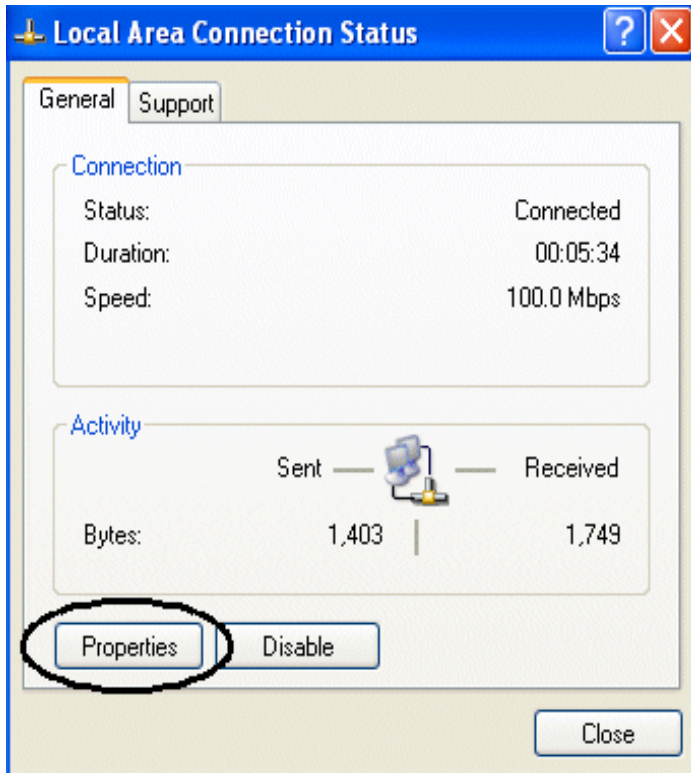 Local Area Connection Status
General Support
Connection
Status: Connected
Duration: 00:05:34
Speed: 100.0 Mbps
Activity
Sent Received
Bytes: 1,403 1,749
Properties Disable
Close